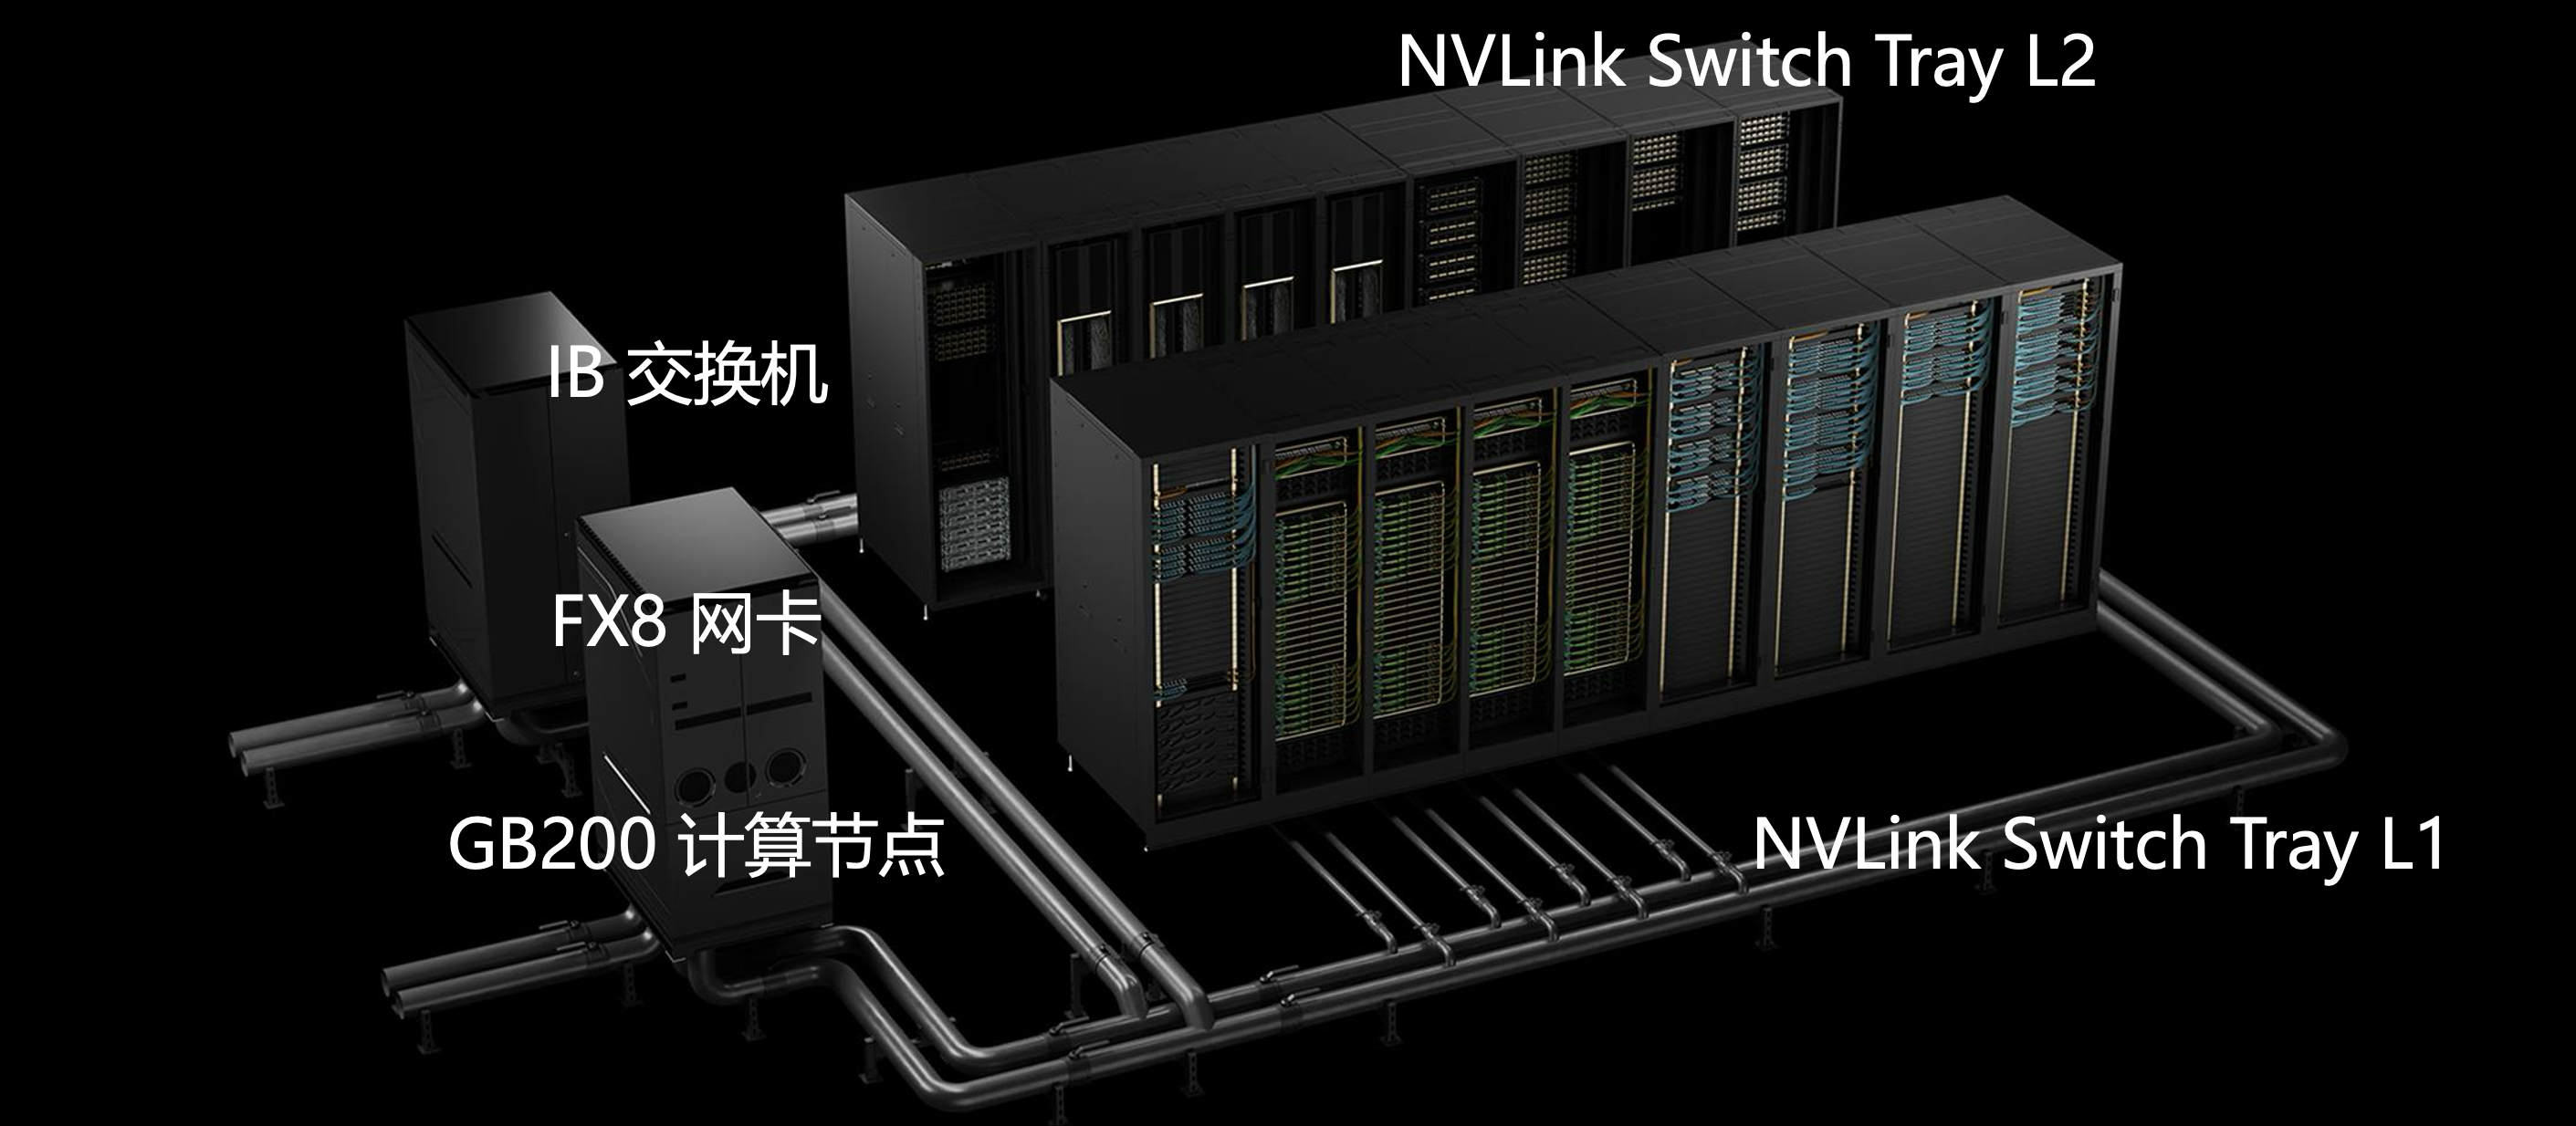 NVLink Switch Tray L2
IB 交换机
FX8 网卡
GB200 计算节点
NVLink Switch Tray L1